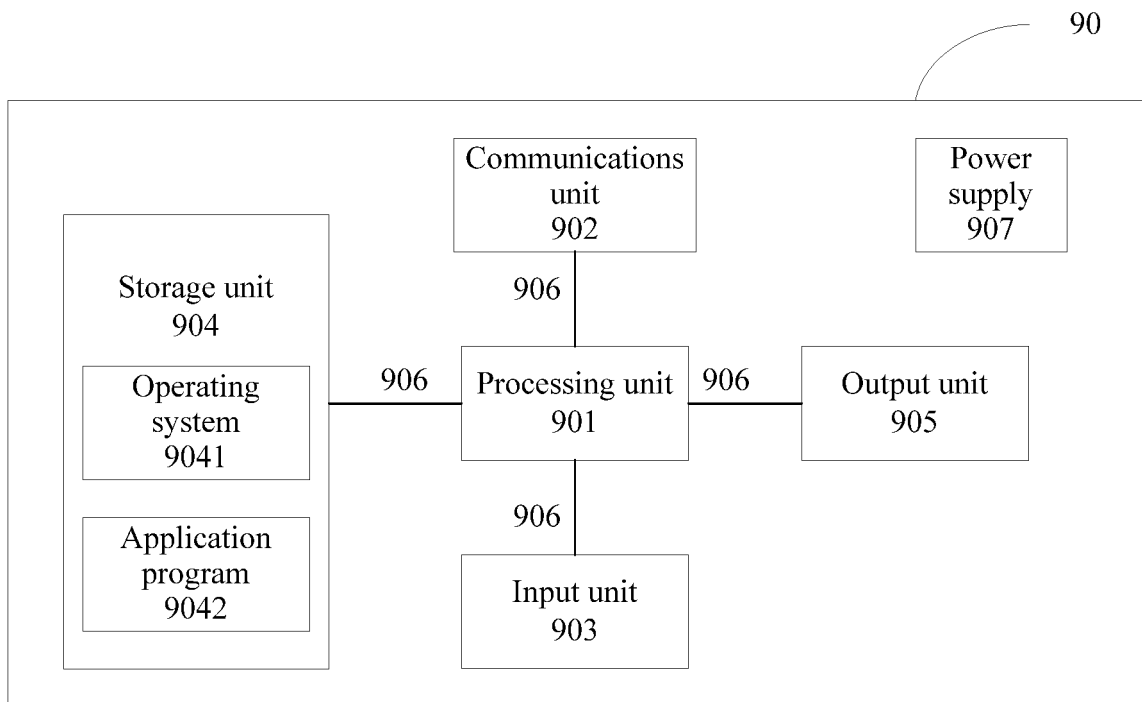 90
Communications
unit
902
Power
supply
907
906
Storage unit
904
Operating
system
9041
Application
program
9042
906
Processing unit
901
906
Output unit
905
906
Input unit
903